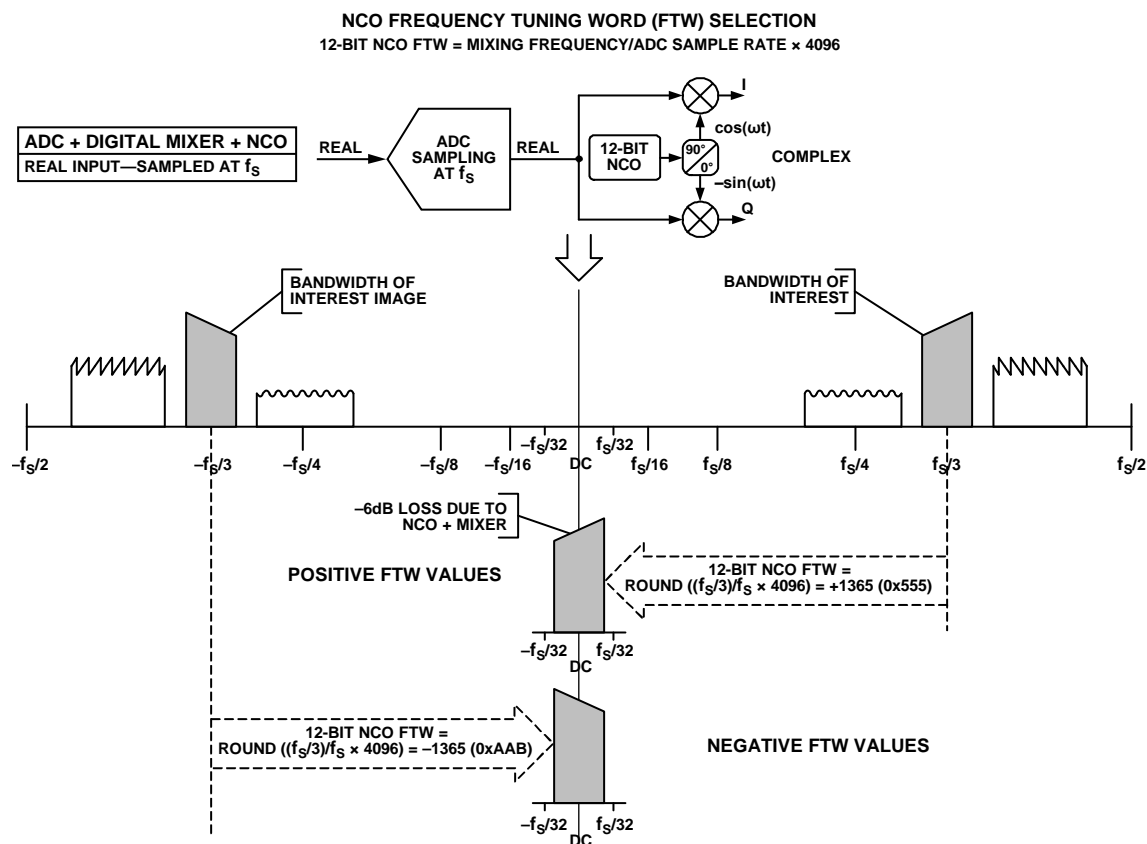 NCO FREQUENCY TUNING WORD (FTW) SELECTION
12-BIT NCO FTW = MIXING FREQUENCY/ADC SAMPLE RATE × 4096
ADC + DIGITAL MIXER + NCO
REAL INPUT—SAMPLED AT fS
REAL
ADC
SAMPLING
AT fS
REAL
12-BIT
NCO
90°
0°
I
cos(ωt)
COMPLEX
–sin(ωt)
Q
BANDWIDTH OF
INTEREST IMAGE
BANDWIDTH OF
INTEREST
–fS/2
–fS/3
–fS/4
–fS/8
–fS/16
–fS/32
DC
fS/32
fS/16
fS/8
fS/4
fS/3
fS/2
–6dB LOSS DUE TO
NCO + MIXER
POSITIVE FTW VALUES
12-BIT NCO FTW =
ROUND ((fS/3)/fS × 4096) = +1365 (0x555)
–fS/32
DC
fS/32
12-BIT NCO FTW =
ROUND ((fS/3)/fS × 4096) = –1365 (0xAAB)
NEGATIVE FTW VALUES
–fS/32
DC
fS/32